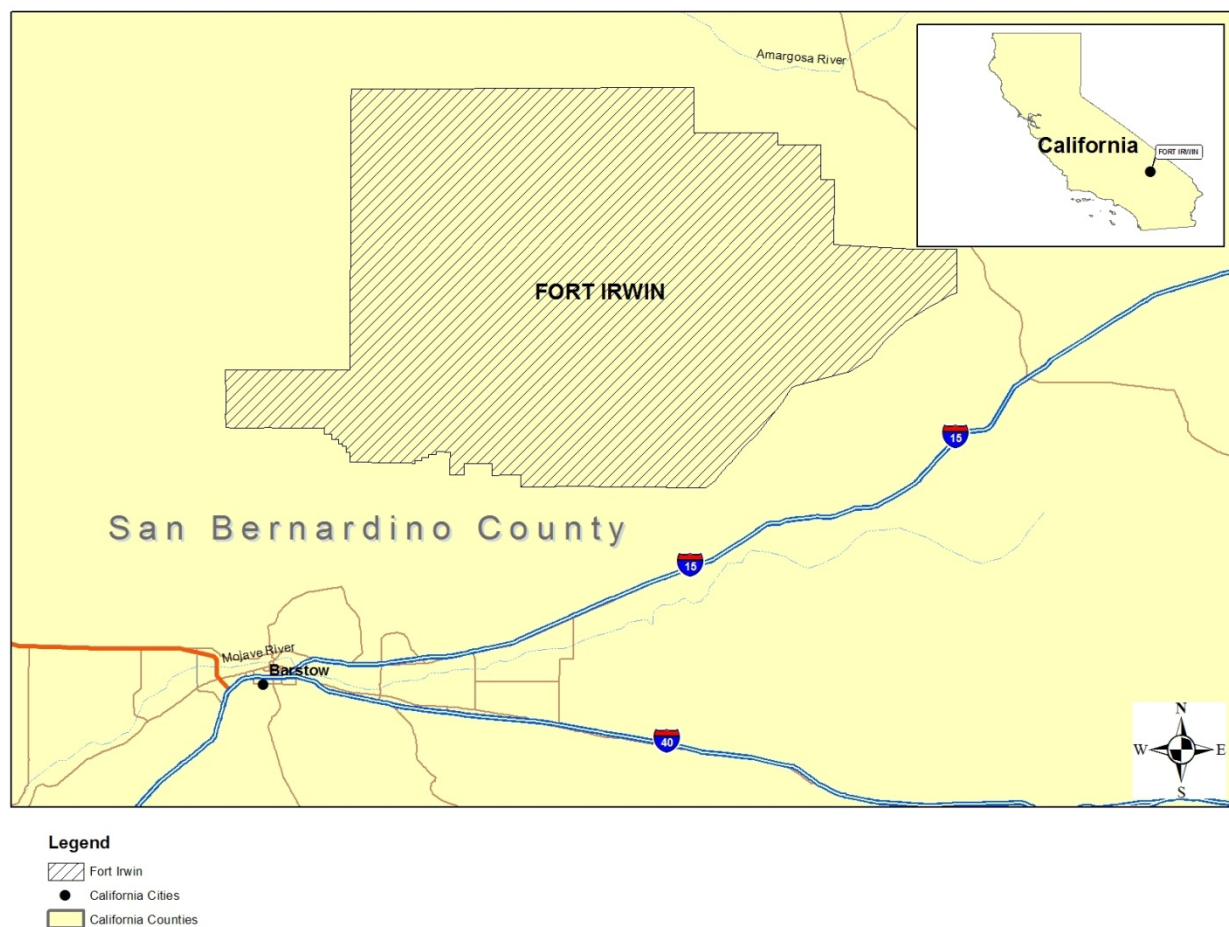 Amargosa River
California
FORT IRWIN
FORT IRWIN
15
San Bernardino County
15
Mojave River
Barstow
40
N
W E
S
Legend
Fort Irwin
California Cities
California Counties